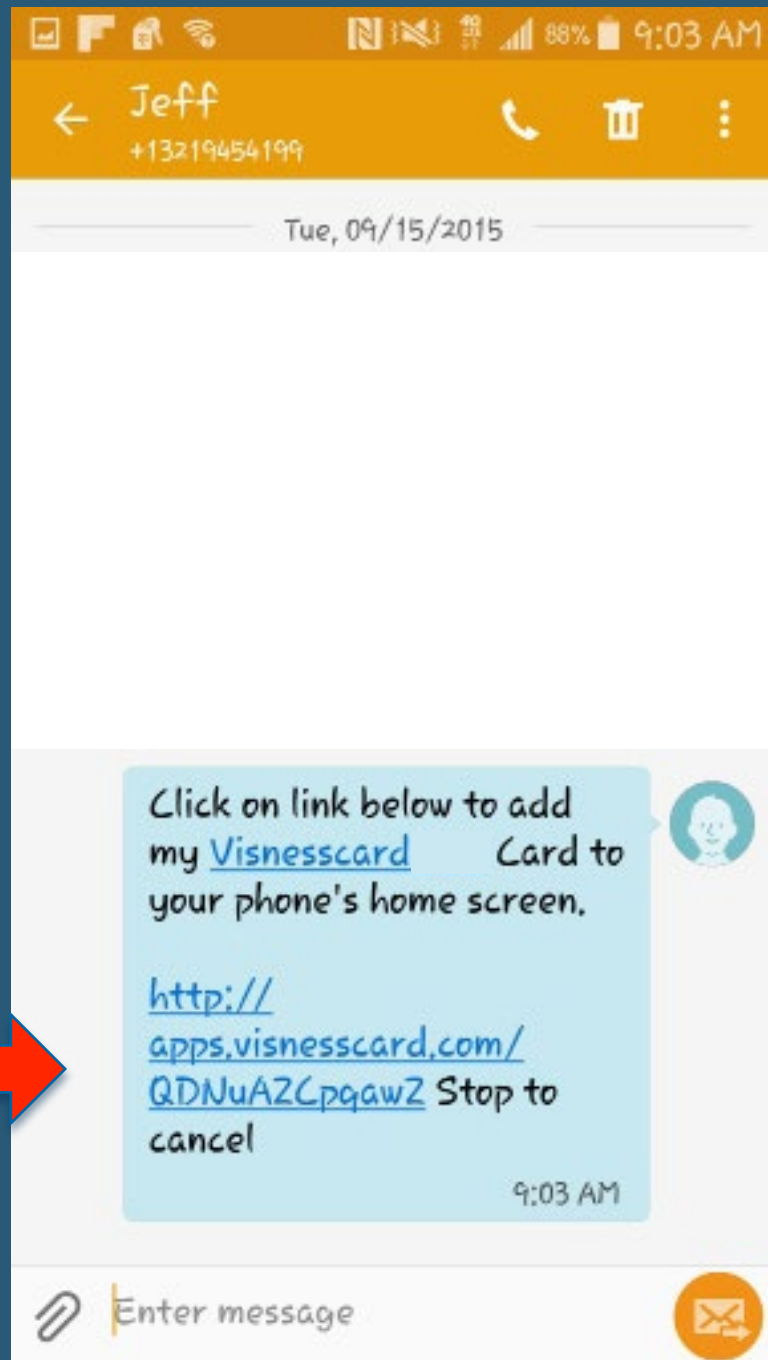 88% 9:03 AM
Jeff
+13219454199
Tue, 09/15/2015
Click on link below to add
my Visnesscard Card to
your phone's home screen.
http://
apps.visnesscard.com/
QDNuAZCpqawZ Stop to
cancel
9:03 AM
Enter message